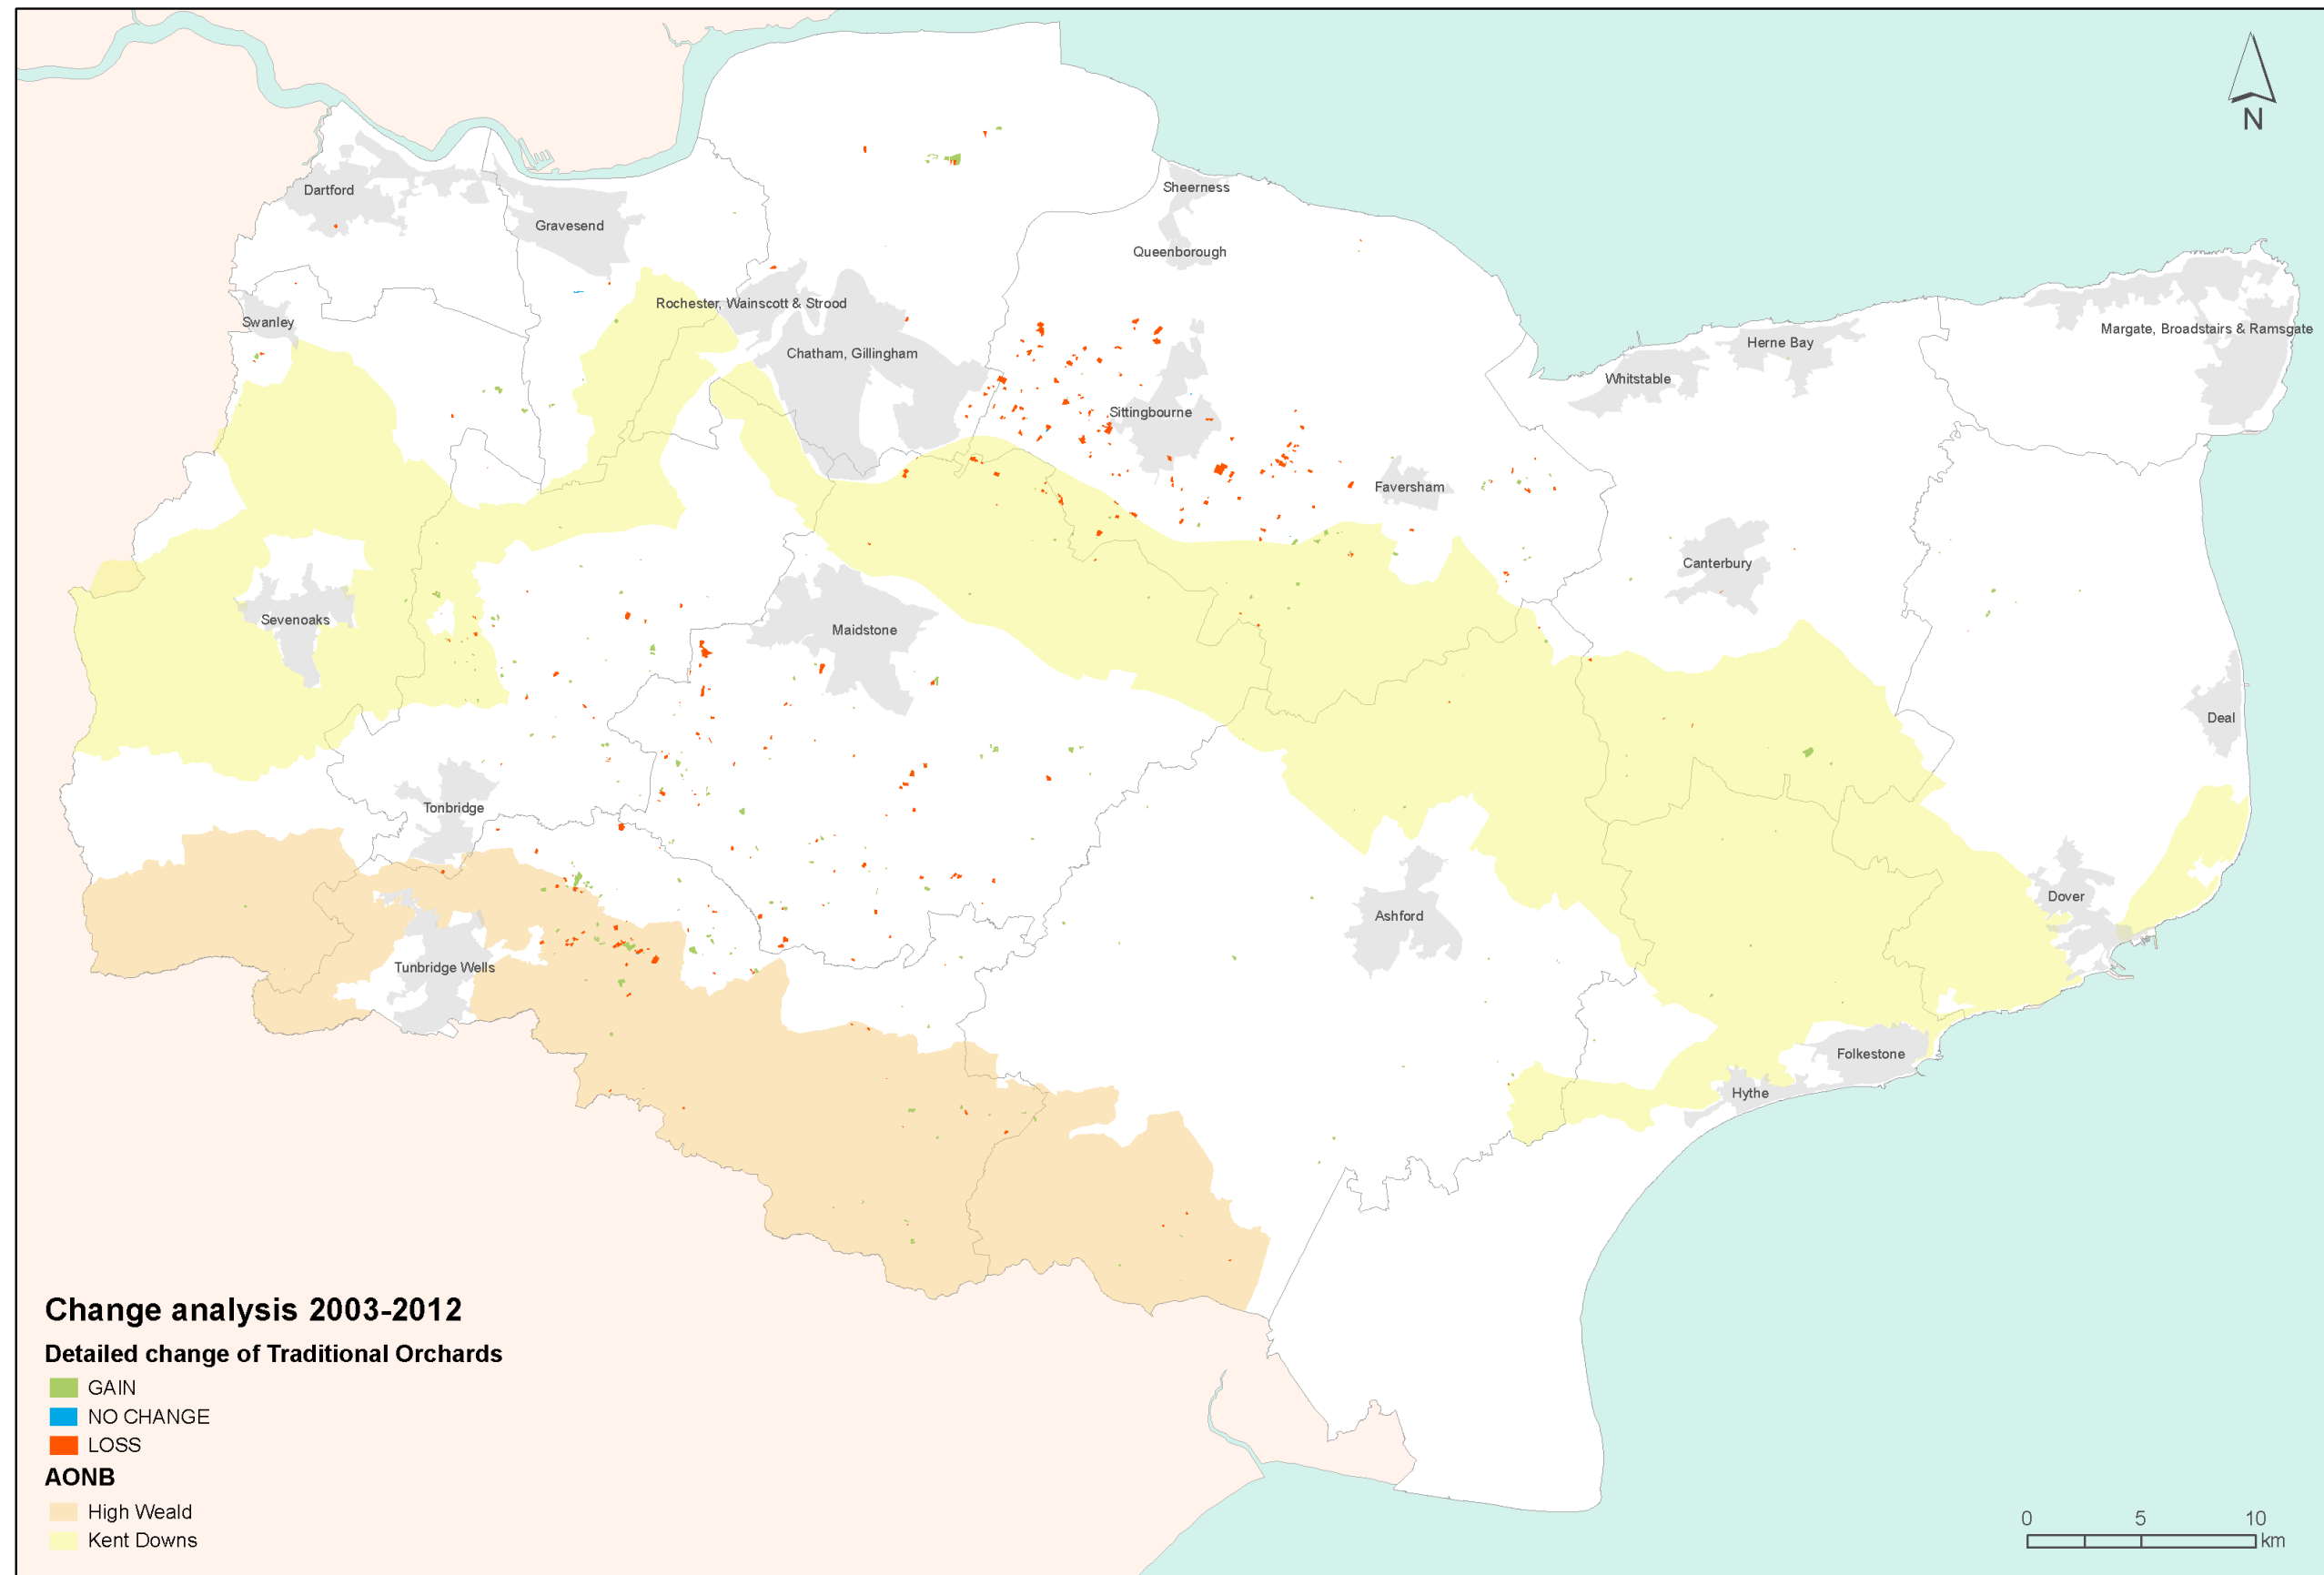 N
Dartford
Sheerness
Gravesend
Queenborough
Rochester, Wainscott & Strood
Swanley
Margate, Broadstairs & Ramsgate
Herne Bay
Chatham, Gillingham
Whitstable
Sittingbourne
Faversham
Canterbury
Sevenoaks
Maidstone
Deal
Tonbridge
Dover
Ashford
Tunbridge Wells
Folkestone
Hythe
Change analysis 2003-2012
Detailed change of Traditional Orchards
GAIN
NO CHANGE
LOSS
AONB
High Weald
Kent Downs
0 5 10
km